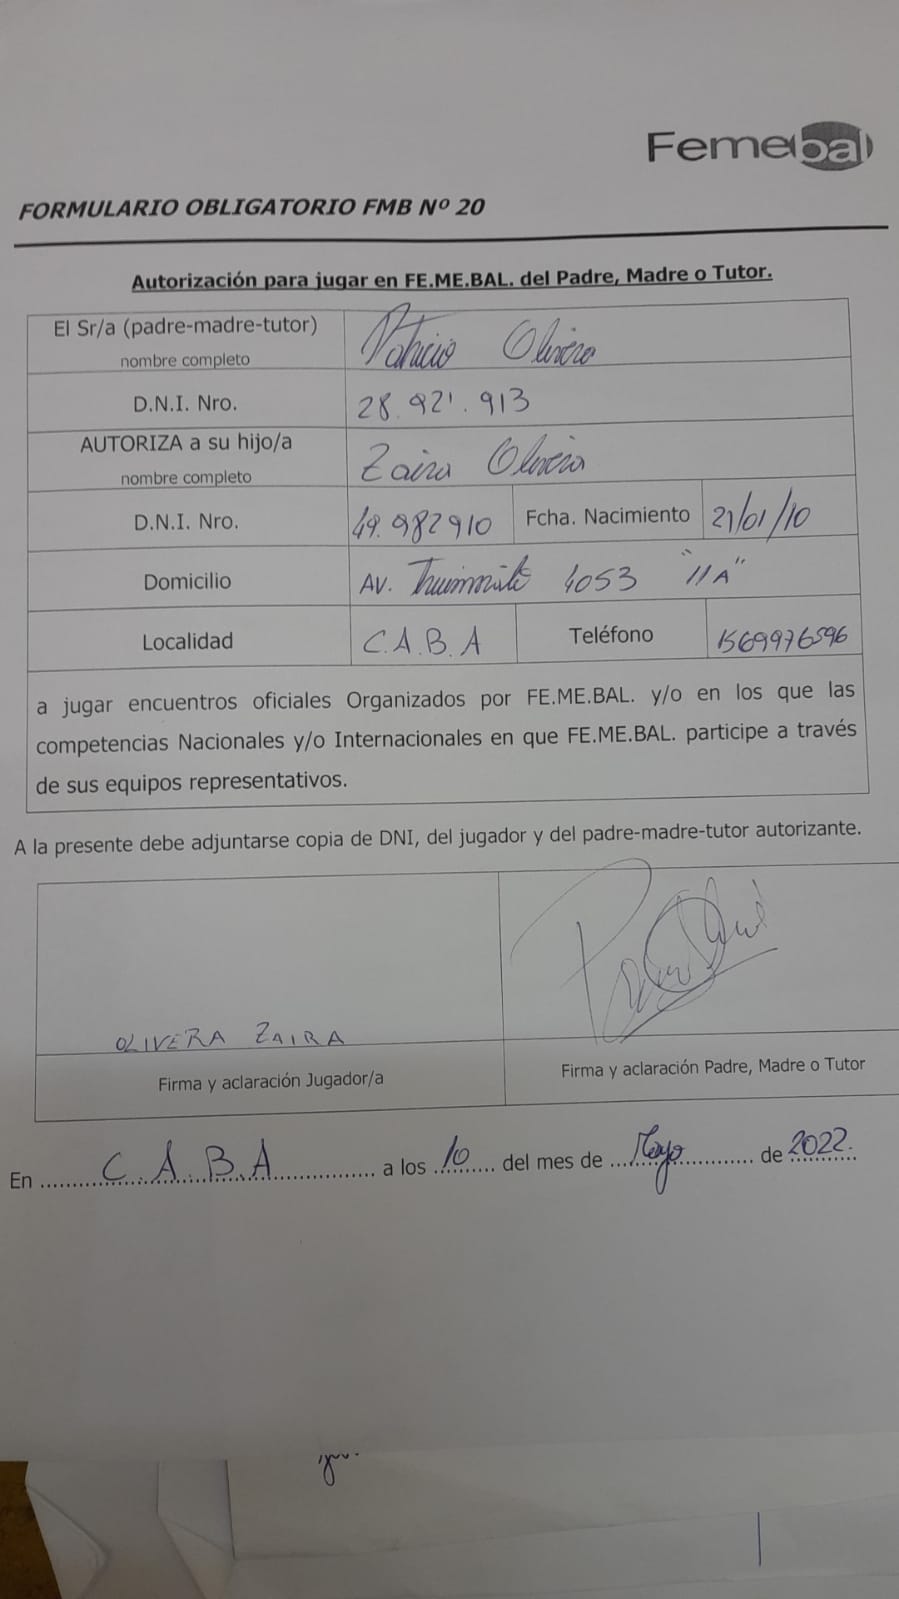 Femebal
FORMULARIO OBLIGATORIO FMB Nº 20
Autorización para jugar en FE.ME.BAL. del Padre, Madre o Tutor.
El Sr/a (padre-madre-tutor)
nombre completo
Patricio Olivera
D.N.I. Nro.
28.921.913
AUTORIZA a su hijo/a
nombre completo
Zaira Olivera
D.N.I. Nro.
49.982910
Fcha. Nacimiento
21/01/10
Domicilio
AV. 4053 "11A"
Localidad
C.A.B.A
Teléfono
1569976596
a jugar encuentros oficiales Organizados por FE.ME.BAL. y/o en los que las
competencias Nacionales y/o Internacionales en que FE.ME.BAL. participe a través
de sus equipos representativos.
A la presente debe adjuntarse copia de DNI, del jugador y del padre-madre-tutor autorizante.
OLIVERA ZAIRA
Firma y aclaración Jugador/a
Firma y aclaración Padre, Madre o Tutor
En C.A.B.A a los 10 del mes de Mayo de 2022.